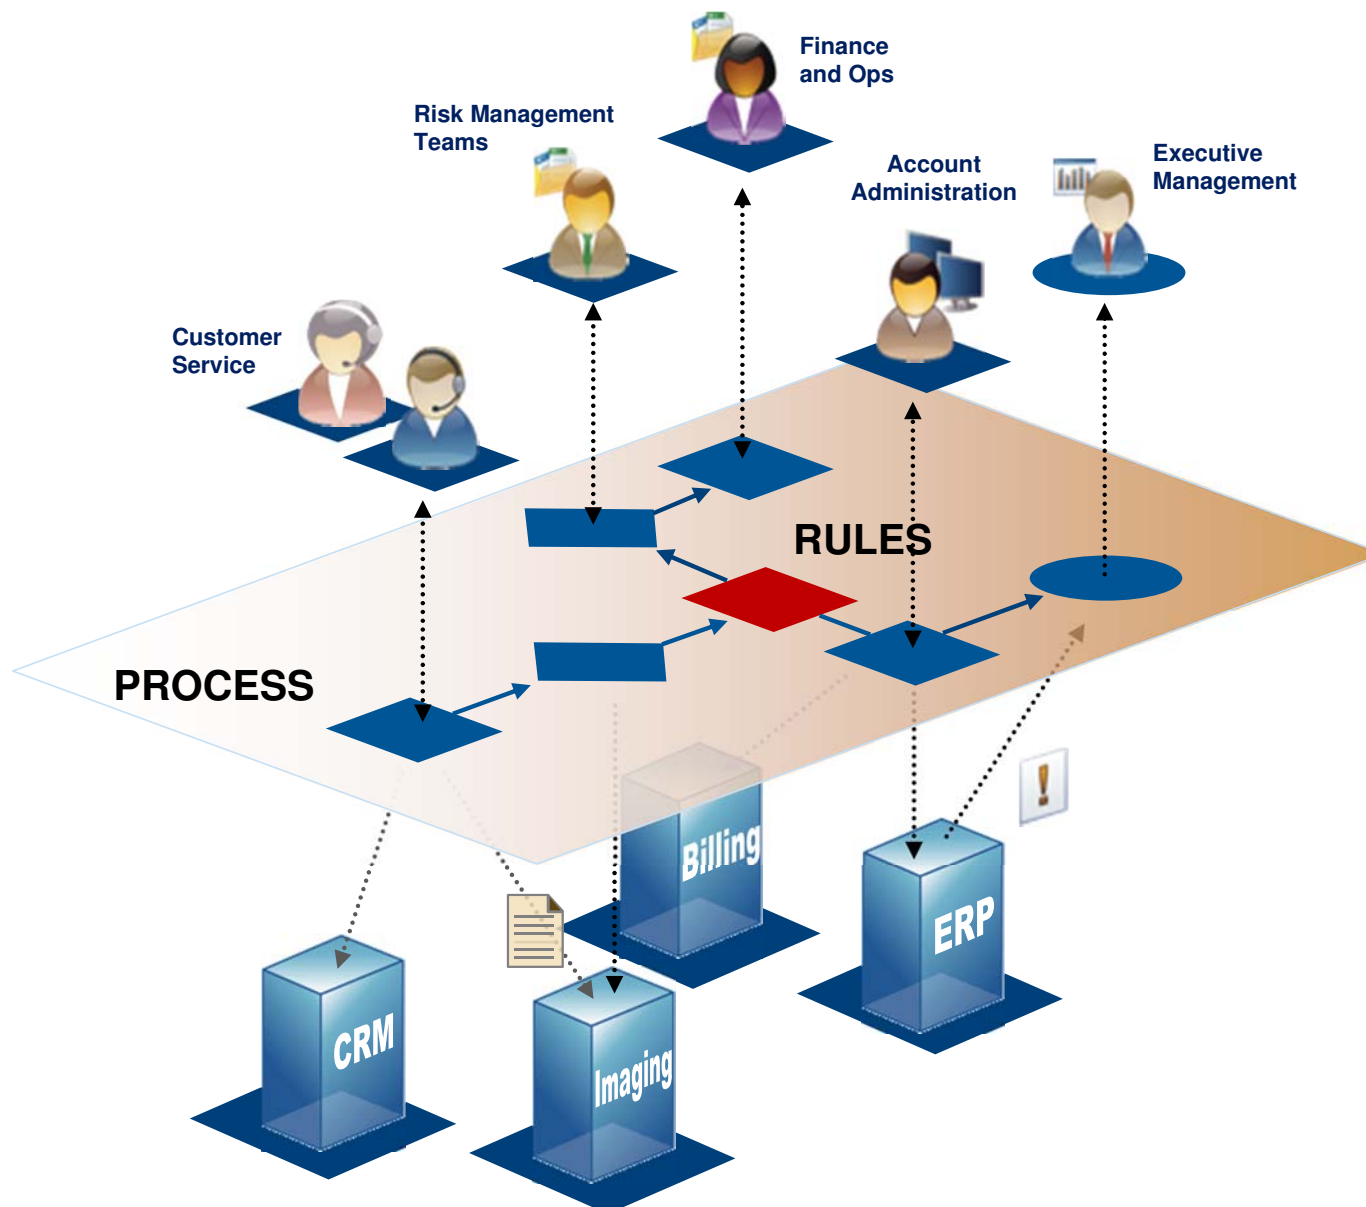 Finance
and Ops
Risk Management
Teams
Executive
Management
Account
Administration
Customer
Service
RULES
PROCESS
Billing
ERP
CRM
Imaging